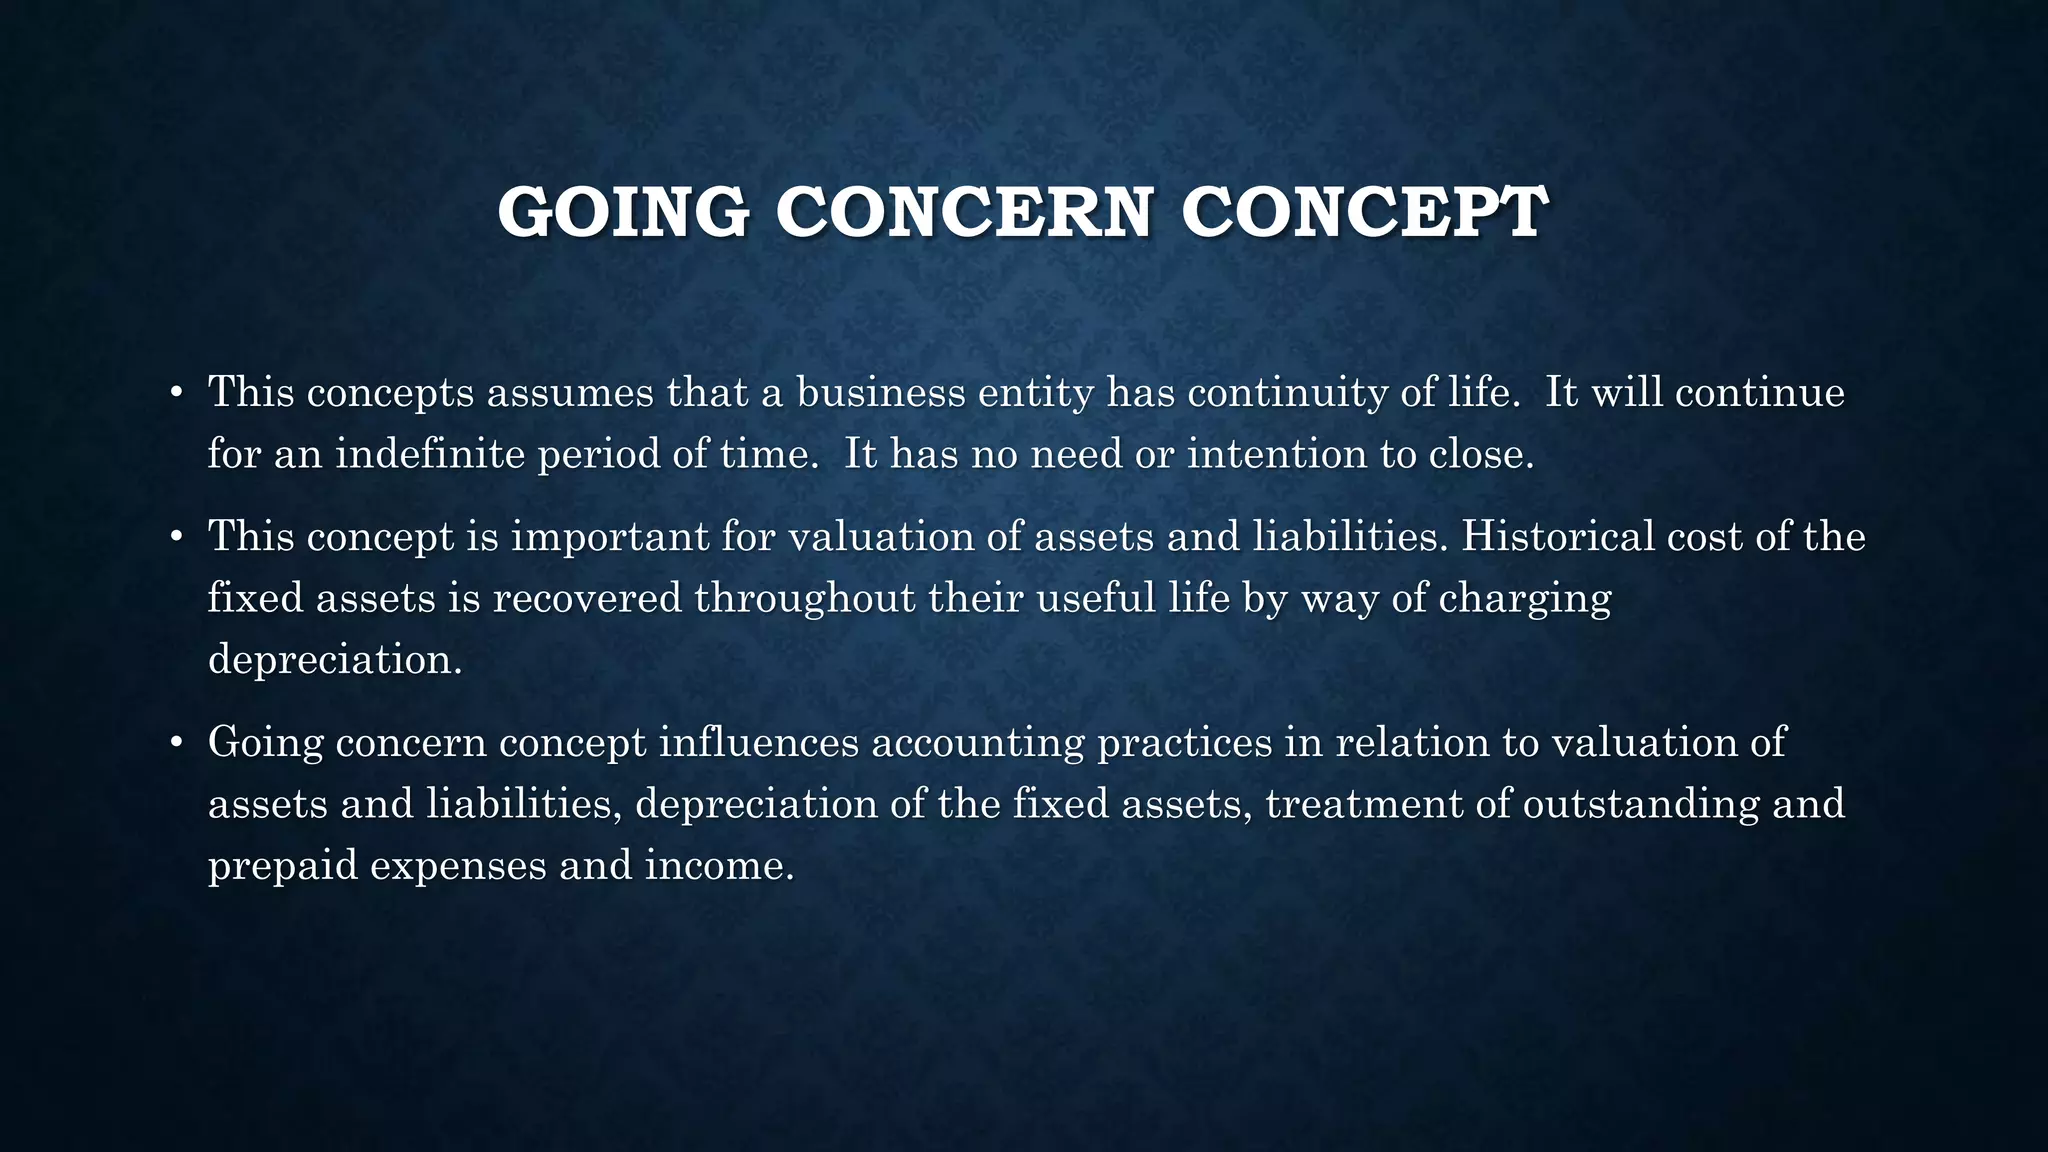 GOING CONCERN CONCEPT
• This concepts assumes that a business entity has continuity of life.  It will continue
for an indefinite period of time.  It has no need or intention to close.
• This concept is important for valuation of assets and liabilities. Historical cost of the
fixed assets is recovered throughout their useful life by way of charging
depreciation.
• Going concern concept influences accounting practices in relation to valuation of
assets and liabilities, depreciation of the fixed assets, treatment of outstanding and
prepaid expenses and income.